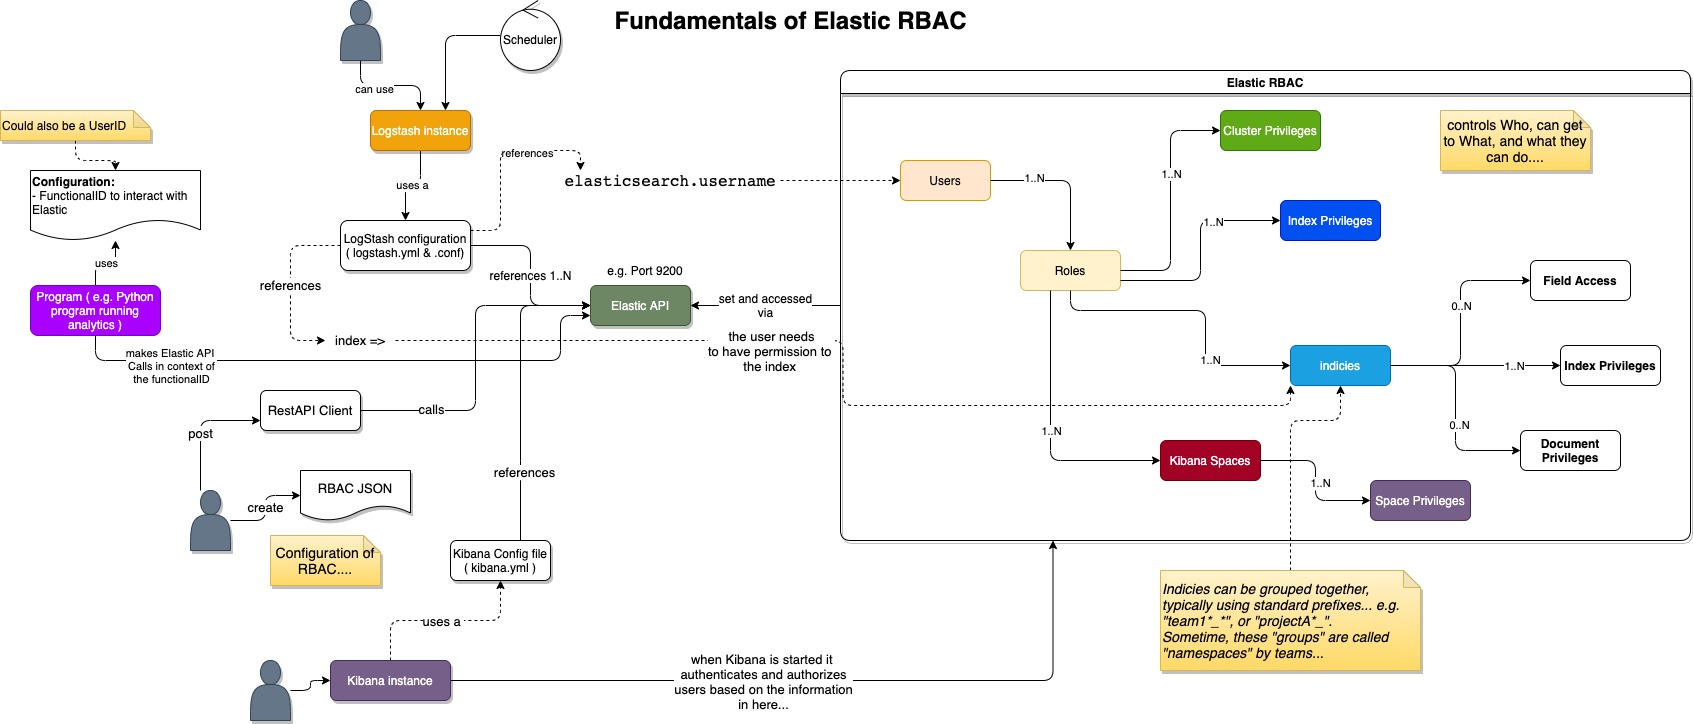 Fundamentals of Elastic RBAC
Scheduler
can use
Logstash instance
Could also be a UserID
Configuration:
- FunctionalID to interact with
Elastic
uses
Program ( e.g. Python
program running
analytics )
makes Elastic API
Calls in context of
the functionalID
uses a
LogStash configuration
( logstash.yml & .conf)
references
elasticsearch.username
references
references 1..N
index =>
e.g. Port 9200
Elastic API
set and accessed
via
the user needs
to have permission to
the index
RestAPI Client
calls
post
create
RBAC JSON
Configuration of
RBAC....
references
Kibana Config file
( kibana.yml )
uses a
Kibana instance
when Kibana is started it
authenticates and authorizes
users based on the information
in here...
Elastic RBAC
controls Who, can get
to What, and what they
can do....
Users
1..N
Roles
1..N
Cluster Privileges
1..N
Index Privileges
1..N
indicies
0..N
Field Access
1..N
Index Privileges
0..N
Document
Privileges
1..N
Kibana Spaces
1..N
Space Privileges
Indicies can be grouped together,
typically using standard prefixes... e.g.
"team1*_*", or "projectA*_".
Sometime, these "groups" are called
"namespaces" by teams...